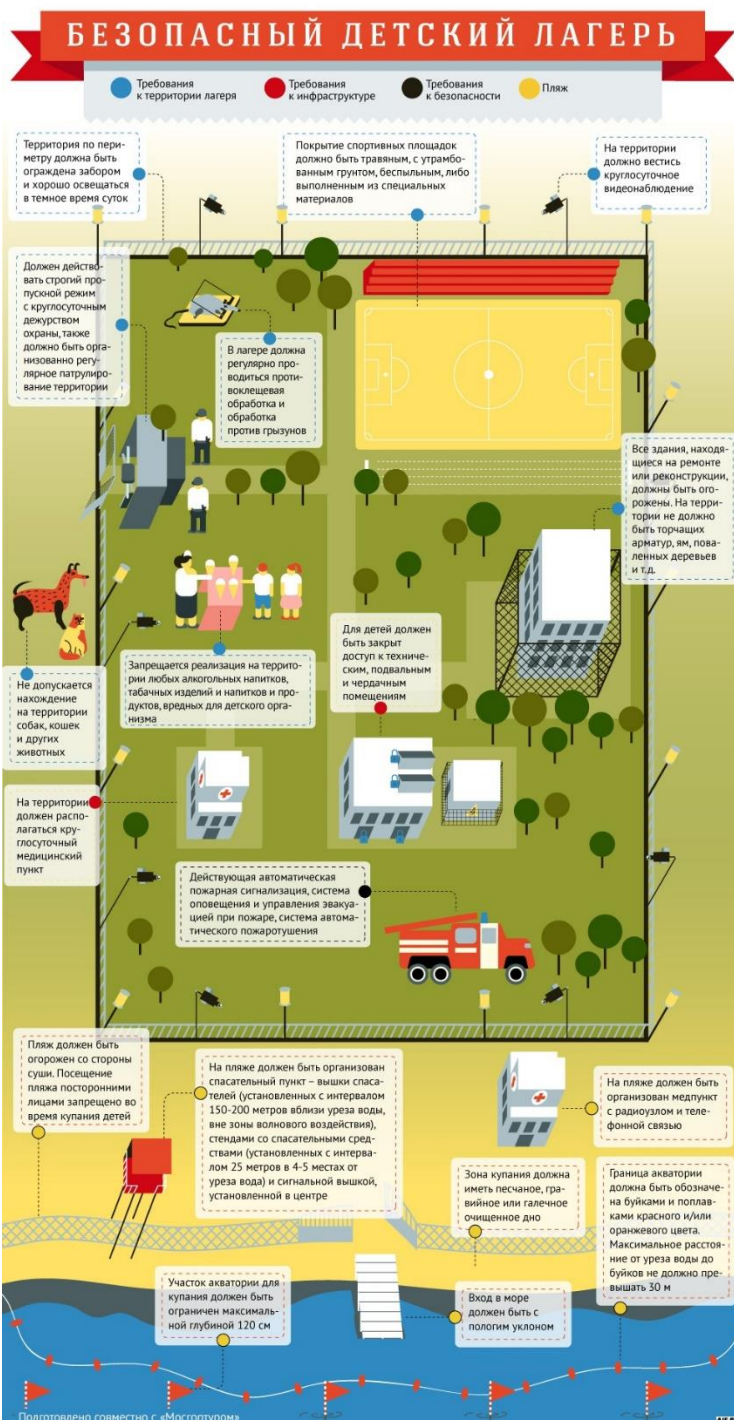 БЕЗОПАСНЫЙ ДЕТСКИЙ ЛАГЕРЬ
Требования
к территории лагеря
Требования
к инфраструктуре
Требования
к безопасности
Пляж
Территория по пери-
метру должна быть
ограждена забором
и хорошо освещаться
в темное время суток
Покрытие спортивных площадок
должно быть травяным, с утрамбо-
ванным грунтом, беспыльным, либо
выполненным из специальных
материалов
На территории
должно вестись
круглосуточное
видеонаблюдение
Должен действо-
вать строгий про-
пускной режим
с круглосуточным
дежурством
охраны, также
должно быть орга-
низованно регу-
лярное патрулиро-
вание территории
В лагере должна
регулярно про-
водиться проти-
воклещевая
обработка и
обработка
против грызунов
Все здания, находя-
щиеся на ремонте
или реконструкции,
должны быть ого-
рожены. На терри-
тории не должно
быть торчащих
арматур, ям, пова-
ленных деревьев
и т.д.
Не допускается
нахождение
на территории
собак, кошек
и других
животных
Запрещается реализация на террито-
рии любых алкогольных напитков,
табачных изделий и напитков и про-
дуктов, вредных для детского орга-
низма
Для детей должен
быть закрыт
доступ к техниче-
ским, подвальным
и чердачным
помещениям
На территории
должен распо-
лагаться кру-
глосуточный
медицинский
пункт
Действующая автоматическая
пожарная сигнализация, система
оповещения и управления эвакуа-
цией при пожаре, система автома-
тического пожаротушения
Пляж должен быть
огорожен со стороны
суши. Посещение
пляжа посторонними
лицами запрещено во
время купания детей
На пляже должен быть организован
спасательный пункт – вышки спаса-
телей (установленных с интервалом
150-200 метров вблизи уреза воды,
вне зоны волнового воздействия),
стендами со спасательными сред-
ствами (установленных с интерва-
лом 25 метров в 4-5 местах от
уреза вода) и сигнальной вышкой,
установленной в центре
На пляже должен быть
организован медпункт
с радиоузлом и теле-
фонной связью
Зона купания должна
иметь песчаное, гра-
вийное или галечное
очищенное дно
Граница акватории
должна быть обозначе-
на буйками и поплав-
ками красного и/или
оранжевого цвета.
Максимальное расстоя-
ние от уреза воды до
буйков не должно пре-
вышать 30 м
Участок акватории для
купания должен быть
ограничен максималь-
ной глубиной 120 см
Вход в море
должен быть с
пологим уклоном
Подготовлено совместно с «Мосгортуром»